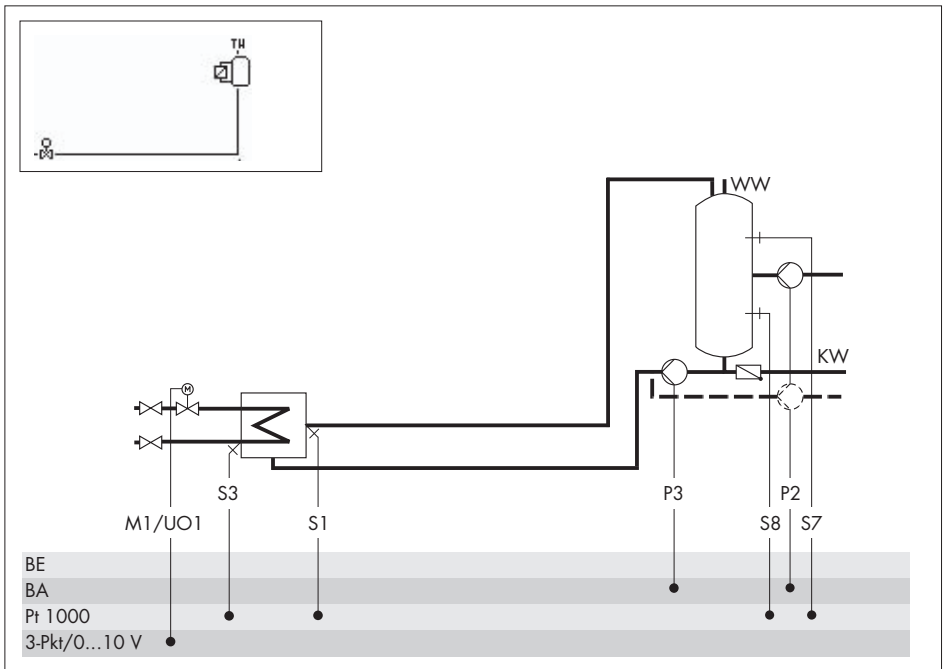 TW
WW
KW
S3
P3
P2
M1/UO1
S1
S8
S7
M
BE
BA
Pt 1000
3-Pkt/0...10 V